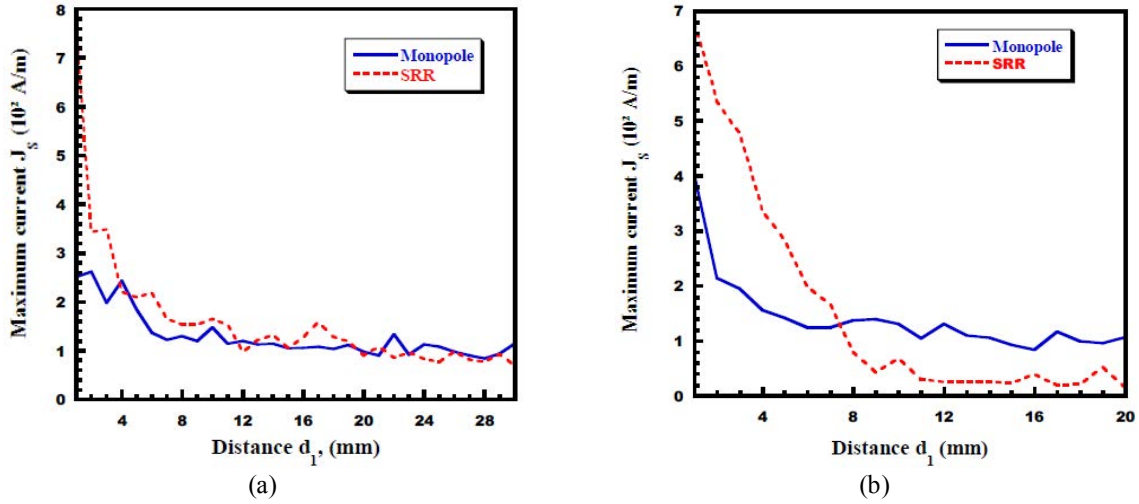 8
7
6
5
4
3
2
1
0
Maximum current J_S (10² A/m)
Monopole
SRR
4 8 12 16 20 24 28
Distance d_1, (mm)
(a)
7
6
5
4
3
2
1
0
Maximum current J_S (10² A/m)
Monopole
SRR
4 8 12 16 20
Distance d_1 (mm)
(b)